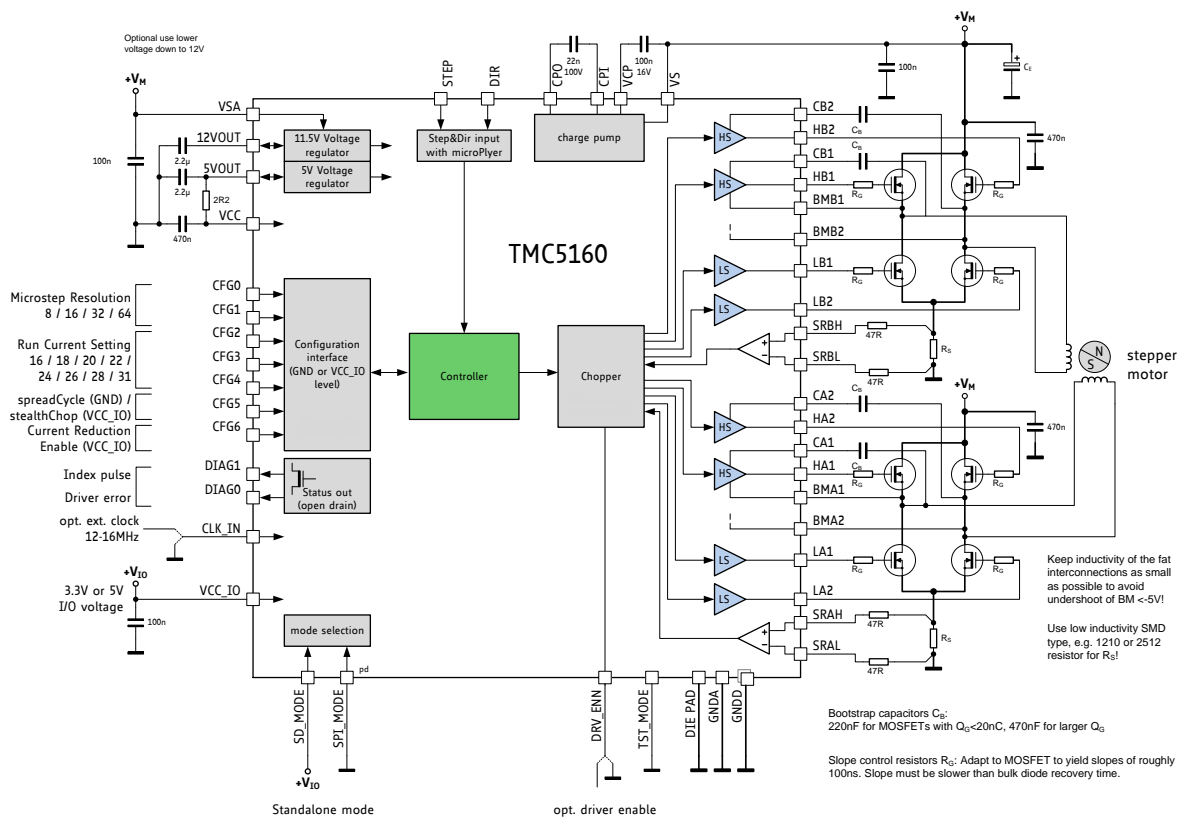 +VM
Optional use lower
voltage down to 12V
+VM
100n
VSA
12VOUT
2.2µ
5VOUT
2.2µ
2R2
VCC
470n
11.5V Voltage
regulator
5V Voltage
regulator
STEP
DIR
Step&Dir input
with microPlyer
CPO
22n
100V
CPI
VCP
100n
16V
VS
charge pump
100n
+
CE
TMC5160
HS
HS
LS
LS
CB2
CB
HB2
CB1
CB
HB1
RG
RG
470n
BMB1
BMB2
LB1
RG
RG
LB2
SRBH
47R
RS
SRBL
47R
+
-
Microstep Resolution
8 / 16 / 32 / 64
Run Current Setting
16 / 18 / 20 / 22 /
24 / 26 / 28 / 31
spreadCycle (GND) /
stealthChop (VCC_IO)
Current Reduction
Enable (VCC_IO)
CFG0
CFG1
CFG2
CFG3
CFG4
CFG5
CFG6
Configuration
interface
(GND or VCC_IO
level)
Controller
Chopper
N
S
stepper
motor
Index pulse
Driver error
DIAG1
DIAG0
Status out
(open drain)
opt. ext. clock
12-16MHz
CLK_IN
+VIO
3.3V or 5V
I/O voltage
VCC_IO
100n
mode selection
pd
HS
HS
LS
LS
+VM
CA2
CB
HA2
CA1
CB
HA1
RG
RG
470n
BMA1
BMA2
LA1
RG
RG
LA2
SRAH
47R
RS
SRAL
47R
+
-
Keep inductivity of the fat
interconnections as small
as possible to avoid
undershoot of BM <-5V!
Use low inductivity SMD
type, e.g. 1210 or 2512
resistor for RS!
SD_MODE
SPI_MODE
DRV_ENN
TST_MODE
DIE PAD
GNDA
GNDD
+VIO
Standalone mode
opt. driver enable
Bootstrap capacitors CB:
220nF for MOSFETs with QG<20nC, 470nF for larger QG
Slope control resistors RG: Adapt to MOSFET to yield slopes of roughly
100ns. Slope must be slower than bulk diode recovery time.